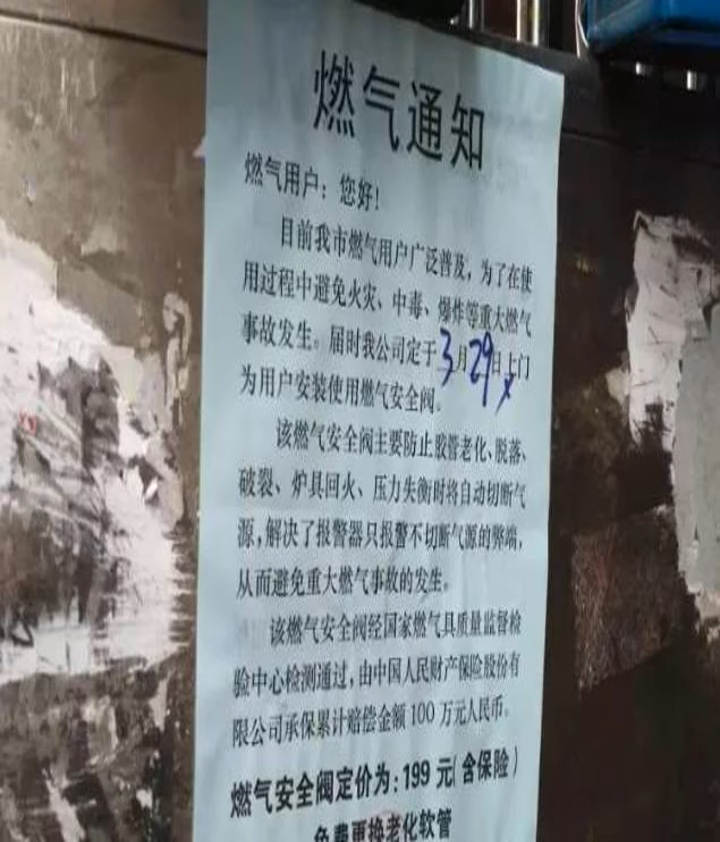 燃气通知
燃气用户：您好！
目前我市燃气用户广泛普及，为了在使
用过程中避免火灾、中毒、爆炸等重大燃气
事故发生。届时我公司定于3月29日上门
为用户安装使用燃气安全阀。
该燃气安全阀主要防止胶管老化、脱落、
破裂、炉具回火、压力失衡时将自动切断气
源，解决了报警器只报警不切断气源的弊端，
从而避免重大燃气事故的发生。
该燃气安全阀经国家燃气具质量监督检
验中心检测通过，由中国人民财产保险股份有
限公司承保累计赔偿金额100万元人民币。
燃气安全阀定价为：199元（含保险）
免费更换老化软管